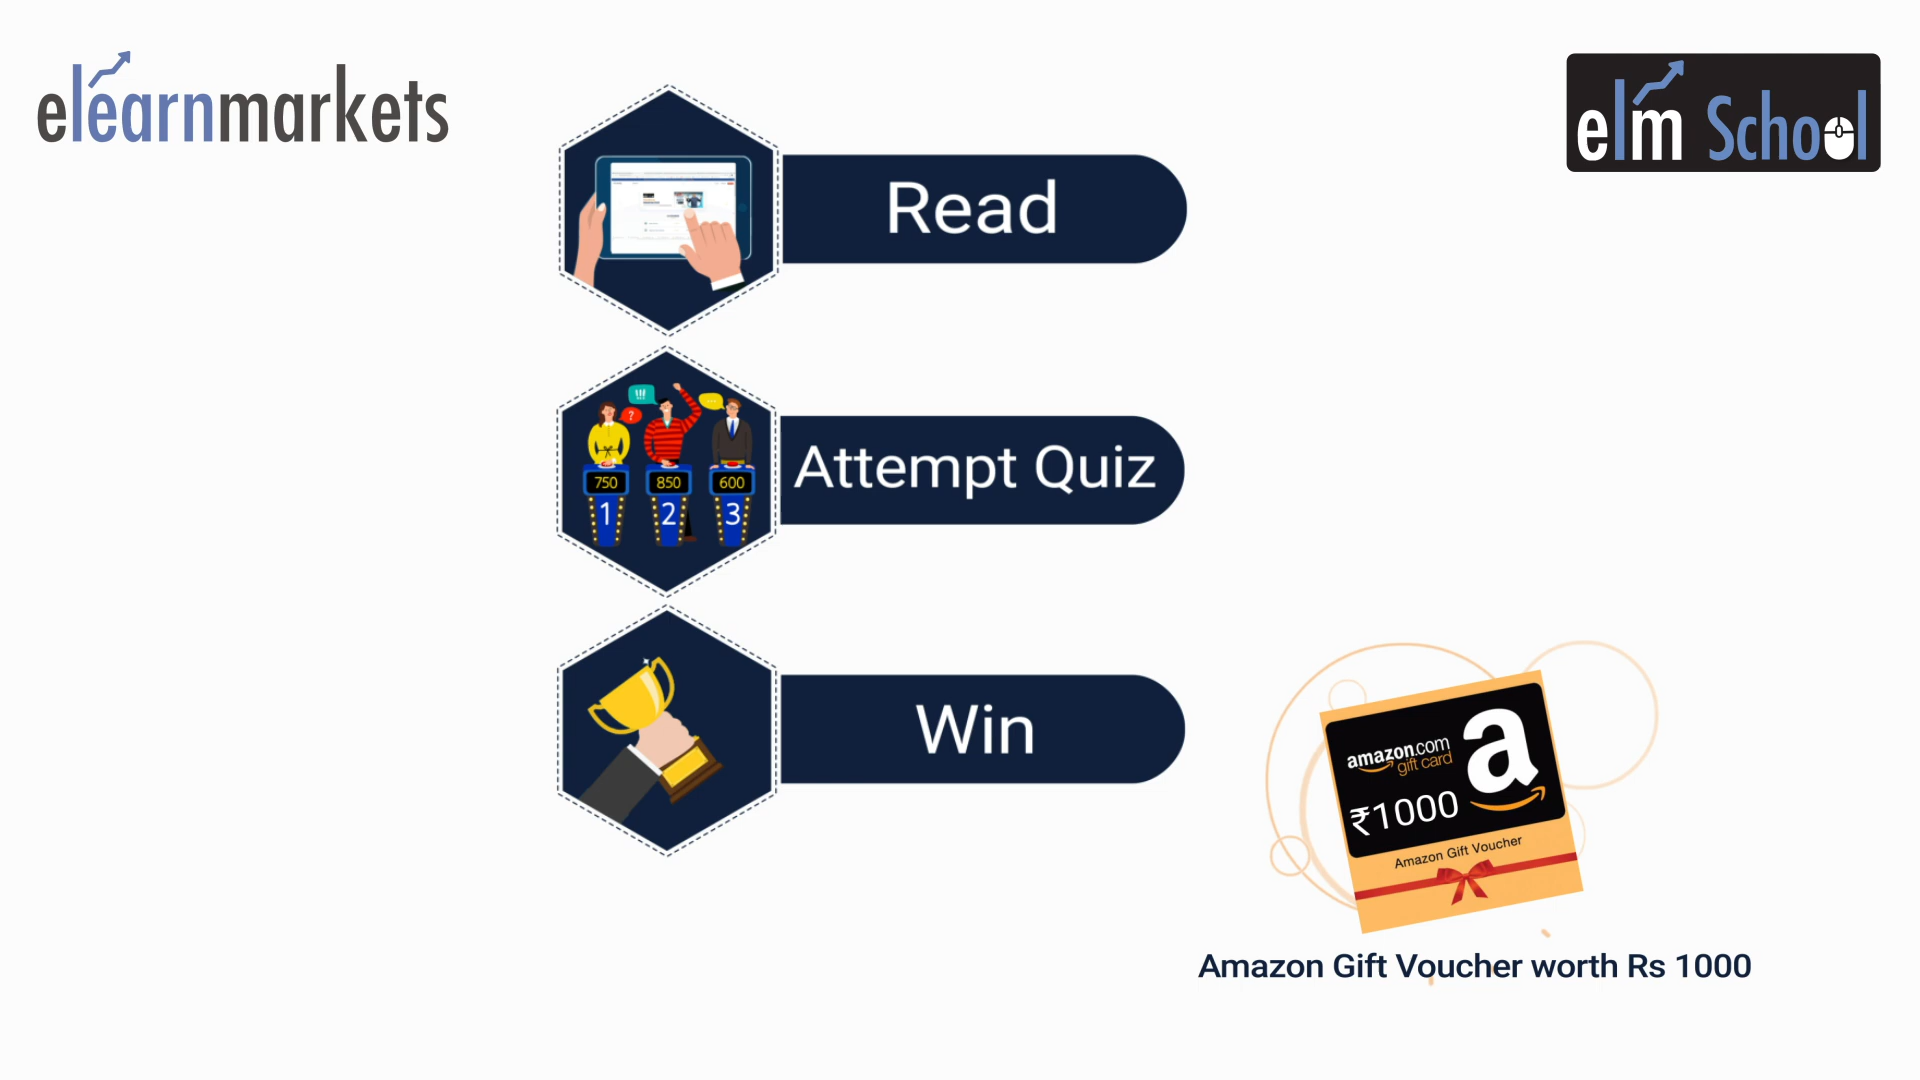 elearnmarkets
elm School
Read
!!!
?
...
750
850
600
1
2
3
Attempt Quiz
Win
amazon.com
gift card
a
₹1000
Amazon Gift Voucher
Amazon Gift Voucher worth Rs 1000